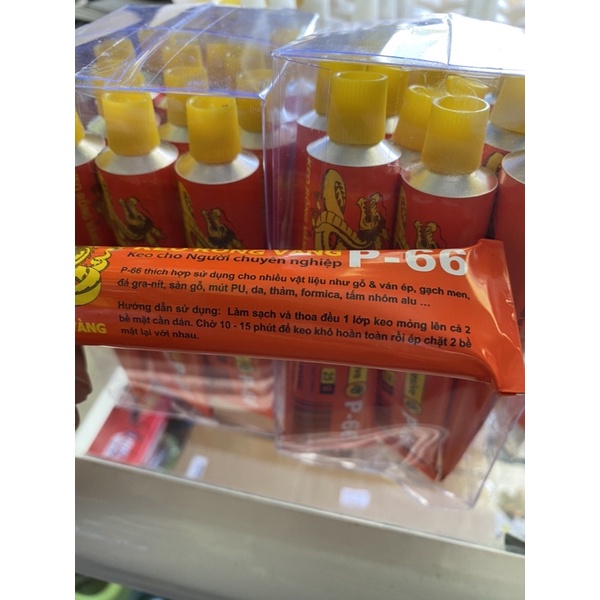 VÀNG
P-66
Keo cho Người chuyên nghiệp
P-66 thích hợp sử dụng cho nhiều vật liệu như gỗ & ván ép, gạch men,
đá gra-nít, sàn gỗ, mút PU, da, thảm, formica, tấm nhôm alu ...
VÀNG
Hướng dẫn sử dụng: Làm sạch và thoa đều 1 lớp keo mỏng lên cả 2
bề mặt cần dán. Chờ 10 - 15 phút để keo khô hoàn toàn rồi ép chặt 2 bề
mặt lại với nhau.
P-66